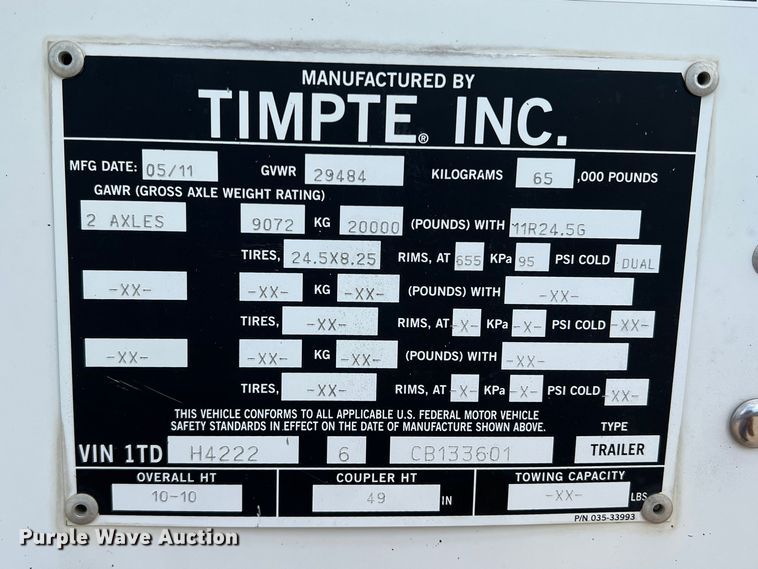 MANUFACTURED BY
TIMPTE® INC.
MFG DATE: 05/11 GVWR 29484 KILOGRAMS 65 ,000 POUNDS
GAWR (GROSS AXLE WEIGHT RATING)
2 AXLES 9072 KG 20000 (POUNDS) WITH 11R24.5G
TIRES, 24.5X8.25 RIMS, AT 655 KPa 95 PSI COLD DUAL
-XX- -XX- KG -XX- (POUNDS) WITH -XX-
TIRES, -XX- RIMS, AT -X- KPa -X- PSI COLD -XX-
-XX- -XX- KG -XX- (POUNDS) WITH -XX-
TIRES, -XX- RIMS, AT -X- KPa -X- PSI COLD -XX-
THIS VEHICLE CONFORMS TO ALL APPLICABLE U.S. FEDERAL MOTOR VEHICLE
SAFETY STANDARDS IN EFFECT ON THE DATE OF MANUFACTURE SHOWN ABOVE. TYPE
VIN 1TD H4222 6 CB133601 TRAILER
OVERALL HT COUPLER HT TOWING CAPACITY
10-10 49 IN -XX- LBS
P/N 035-33993
Purple Wave Auction